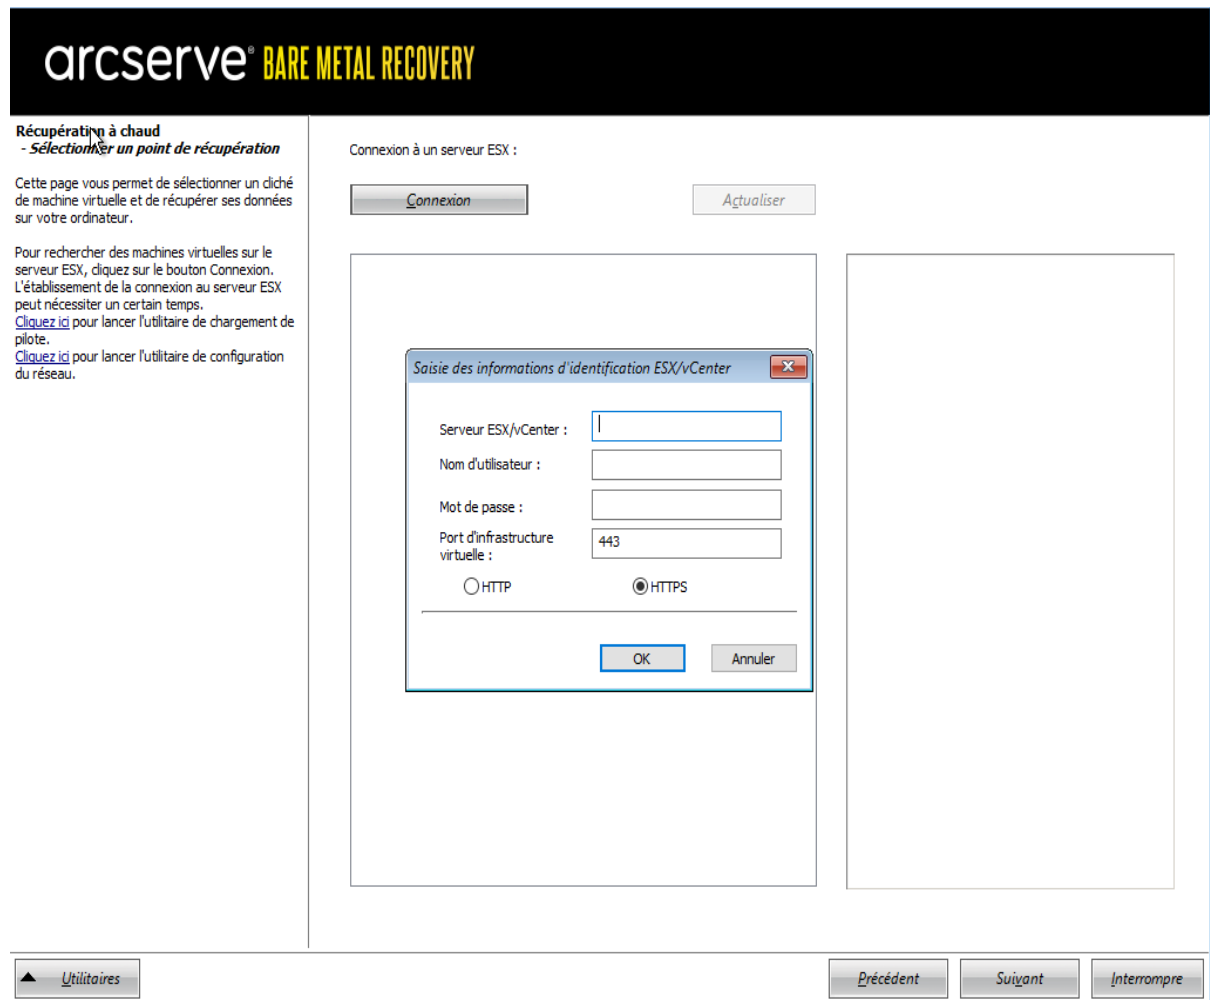 arcserve® BARE METAL RECOVERY
Récupération à chaud
- Sélectionner un point de récupération
Cette page vous permet de sélectionner un cliché
de machine virtuelle et de récupérer ses données
sur votre ordinateur.
Pour rechercher des machines virtuelles sur le
serveur ESX, cliquez sur le bouton Connexion.
L'établissement de la connexion au serveur ESX
peut nécessiter un certain temps.
Cliquez ici pour lancer l'utilitaire de chargement de
pilote.
Cliquez ici pour lancer l'utilitaire de configuration
du réseau.
Connexion à un serveur ESX :
Connexion
Actualiser
Saisie des informations d'identification ESX/vCenter
Serveur ESX/vCenter :
Nom d'utilisateur :
Mot de passe :
Port d'infrastructure
virtuelle :
443
HTTP
HTTPS
OK
Annuler
Utilitaires
Précédent
Suivant
Interrompre